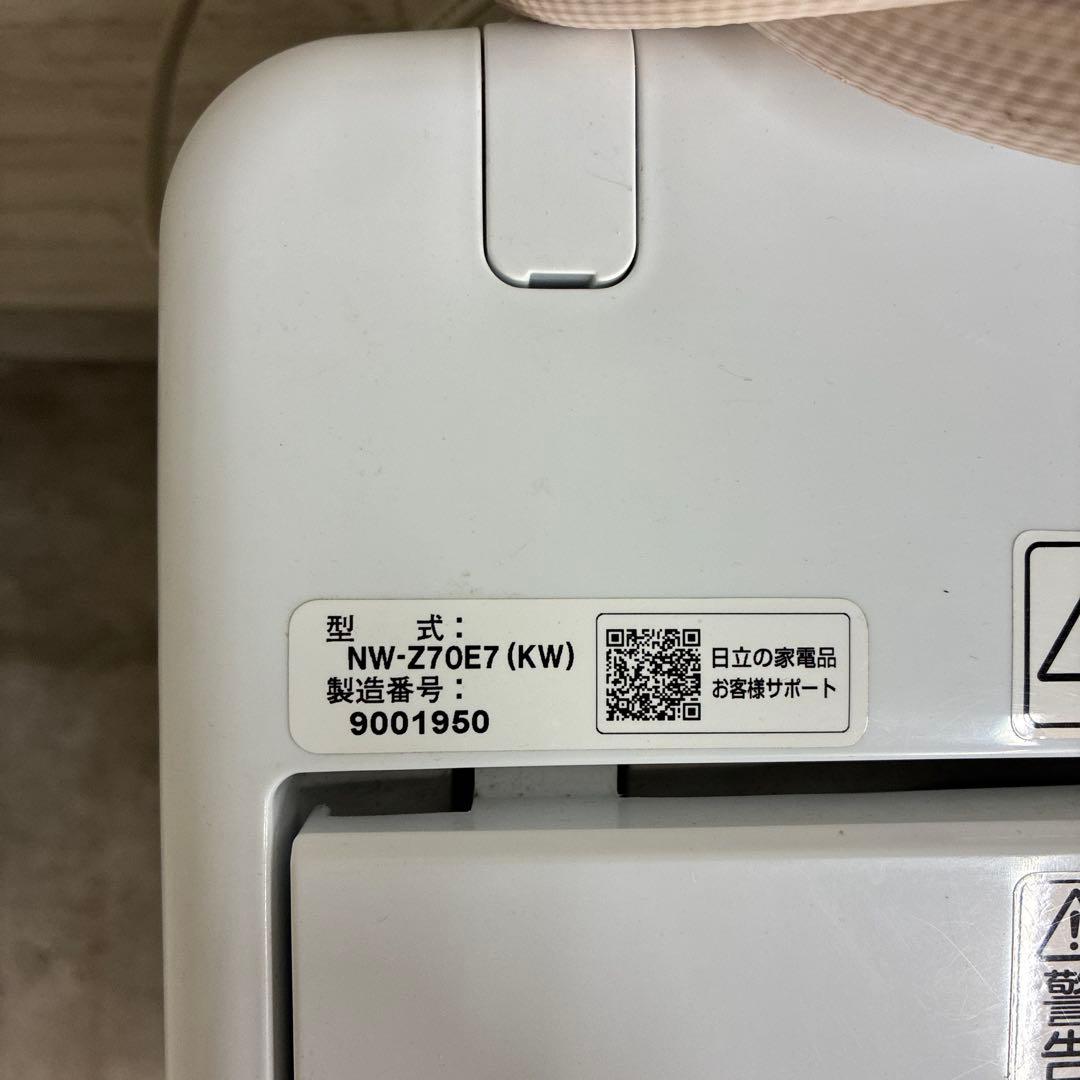 型　　式：
NW-Z70E7(KW)
製造番号：
9001950
日立の家電品
お客様サポート
警